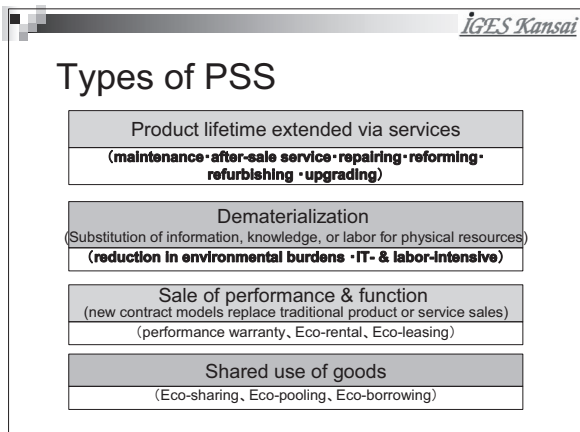 IGES Kansai
Types of PSS
Product lifetime extended via services
(maintenance・after-sale service・repairing・reforming・
refurbishing ・upgrading)
Dematerialization
(Substitution of information, knowledge, or labor for physical resources)
(reduction in environmental burdens ・IT- & labor-intensive)
Sale of performance & function
(new contract models replace traditional product or service sales)
(performance warranty、Eco-rental、Eco-leasing)
Shared use of goods
(Eco-sharing、Eco-pooling、Eco-borrowing)